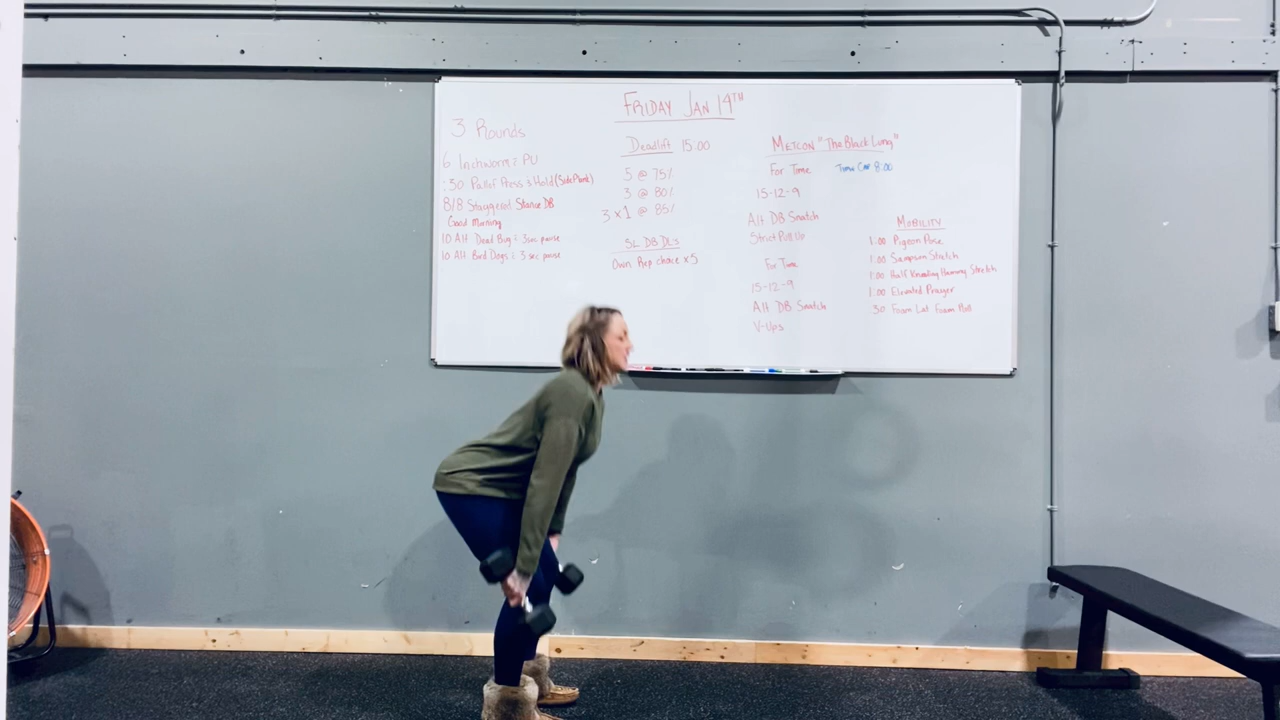 FRIDAY JAN 14TH
3 Rounds
6 Inchworm 2 PU
:30 Pallof Press & Hold (Side Plank)
8/8 Staggered Stance DB
Good Morning
10 Alt Dead Bug 3 sec pause
10 Alt Bird Dogs 3 sec pause
Deadlift 15:00
5 @ 75%
3 @ 80%
3 x 1 @ 85%
SL DB DL's
Own Rep choice x 5
METCON "The Black Lung"
For Time Time Cap 8:00
15-12-9
Alt DB Snatch
Strict Pull Up
For Time
15-12-9
Alt DB Snatch
V-Ups
MOBILITY
1:00 Pigeon Pose
1:00 Sampson Stretch
1:00 Half Kneeling Hammy Stretch
1:00 Elevated Prayer
:30 Foam Lat Foam Roll